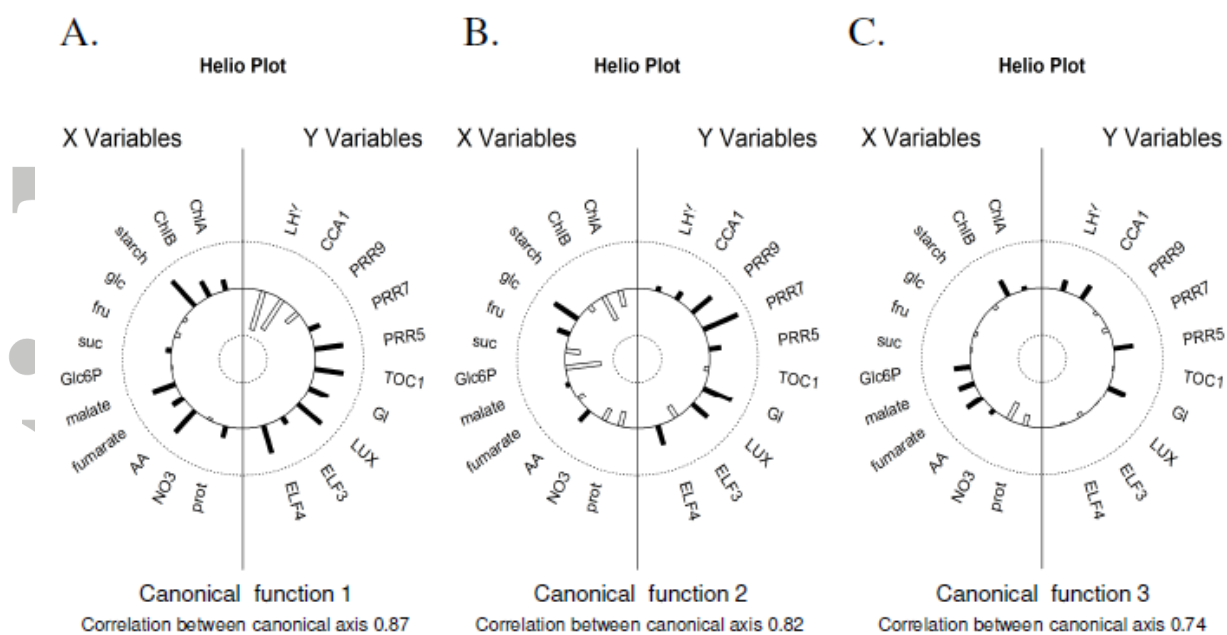 A.
Helio Plot
X Variables
Y Variables
ChlA
ChlB
starch
glc
fru
suc
Glc6P
malate
fumarate
AA
NO3
prot
LHY
CCA1
PRR9
PRR7
PRR5
TOC1
GI
LUX
ELF3
ELF4
Canonical function 1
Correlation between canonical axis 0.87
B.
Helio Plot
X Variables
Y Variables
ChlA
ChlB
starch
glc
fru
suc
Glc6P
malate
fumarate
AA
NO3
prot
LHY
CCA1
PRR9
PRR7
PRR5
TOC1
GI
LUX
ELF3
ELF4
Canonical function 2
Correlation between canonical axis 0.82
C.
Helio Plot
X Variables
Y Variables
ChlA
ChlB
starch
glc
fru
suc
Glc6P
malate
fumarate
AA
NO3
prot
LHY
CCA1
PRR9
PRR7
PRR5
TOC1
GI
LUX
ELF3
ELF4
Canonical function 3
Correlation between canonical axis 0.74